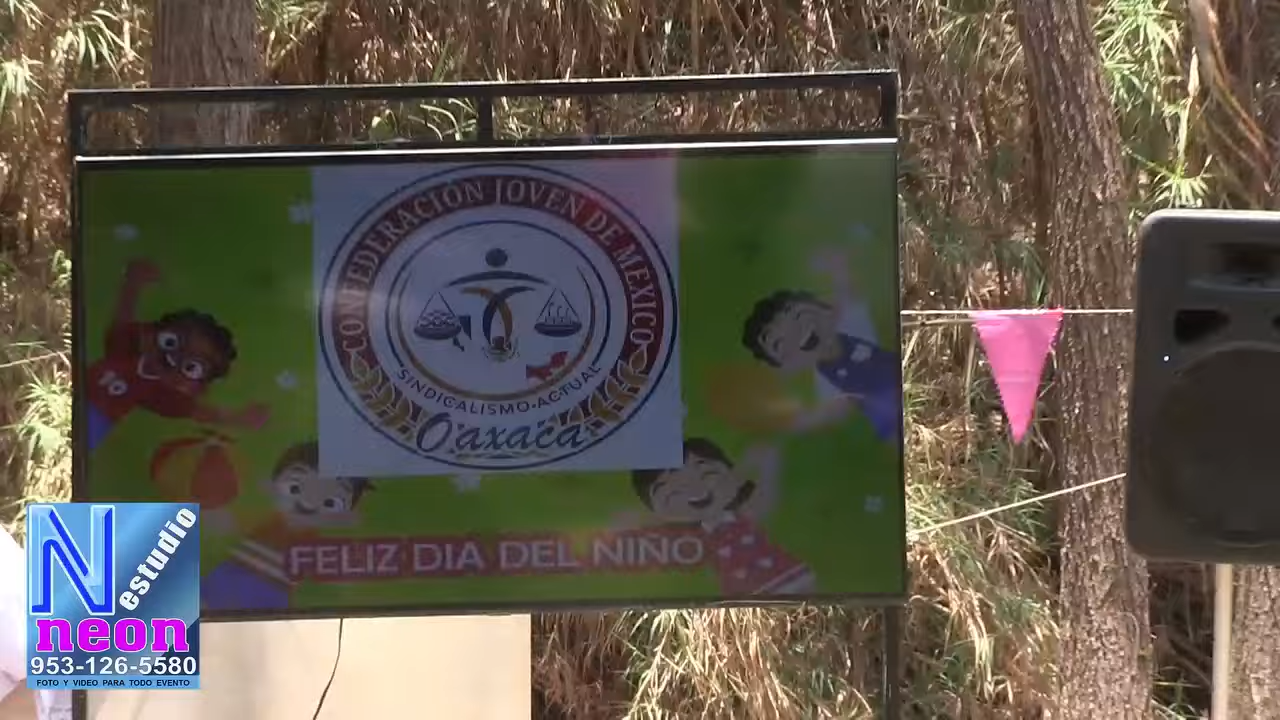 CONFEDERACION JOVEN DE MEXICO
SINDICALISMO ACTUAL
Oaxaca
FELIZ DIA DEL NIÑO
N
estudio
neon
953-126-5580
FOTO Y VIDEO PARA TODO EVENTO